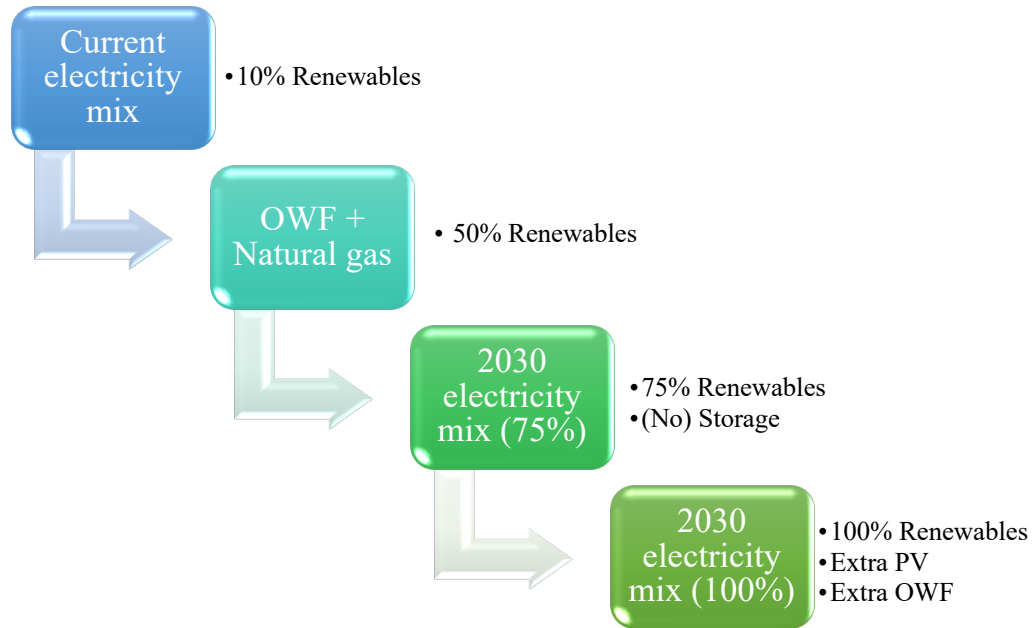 Current
electricity
mix
•10% Renewables
OWF +
Natural gas
• 50% Renewables
2030
electricity
mix (75%)
•75% Renewables
•(No) Storage
2030
electricity
mix (100%)
•100% Renewables
•Extra PV
•Extra OWF